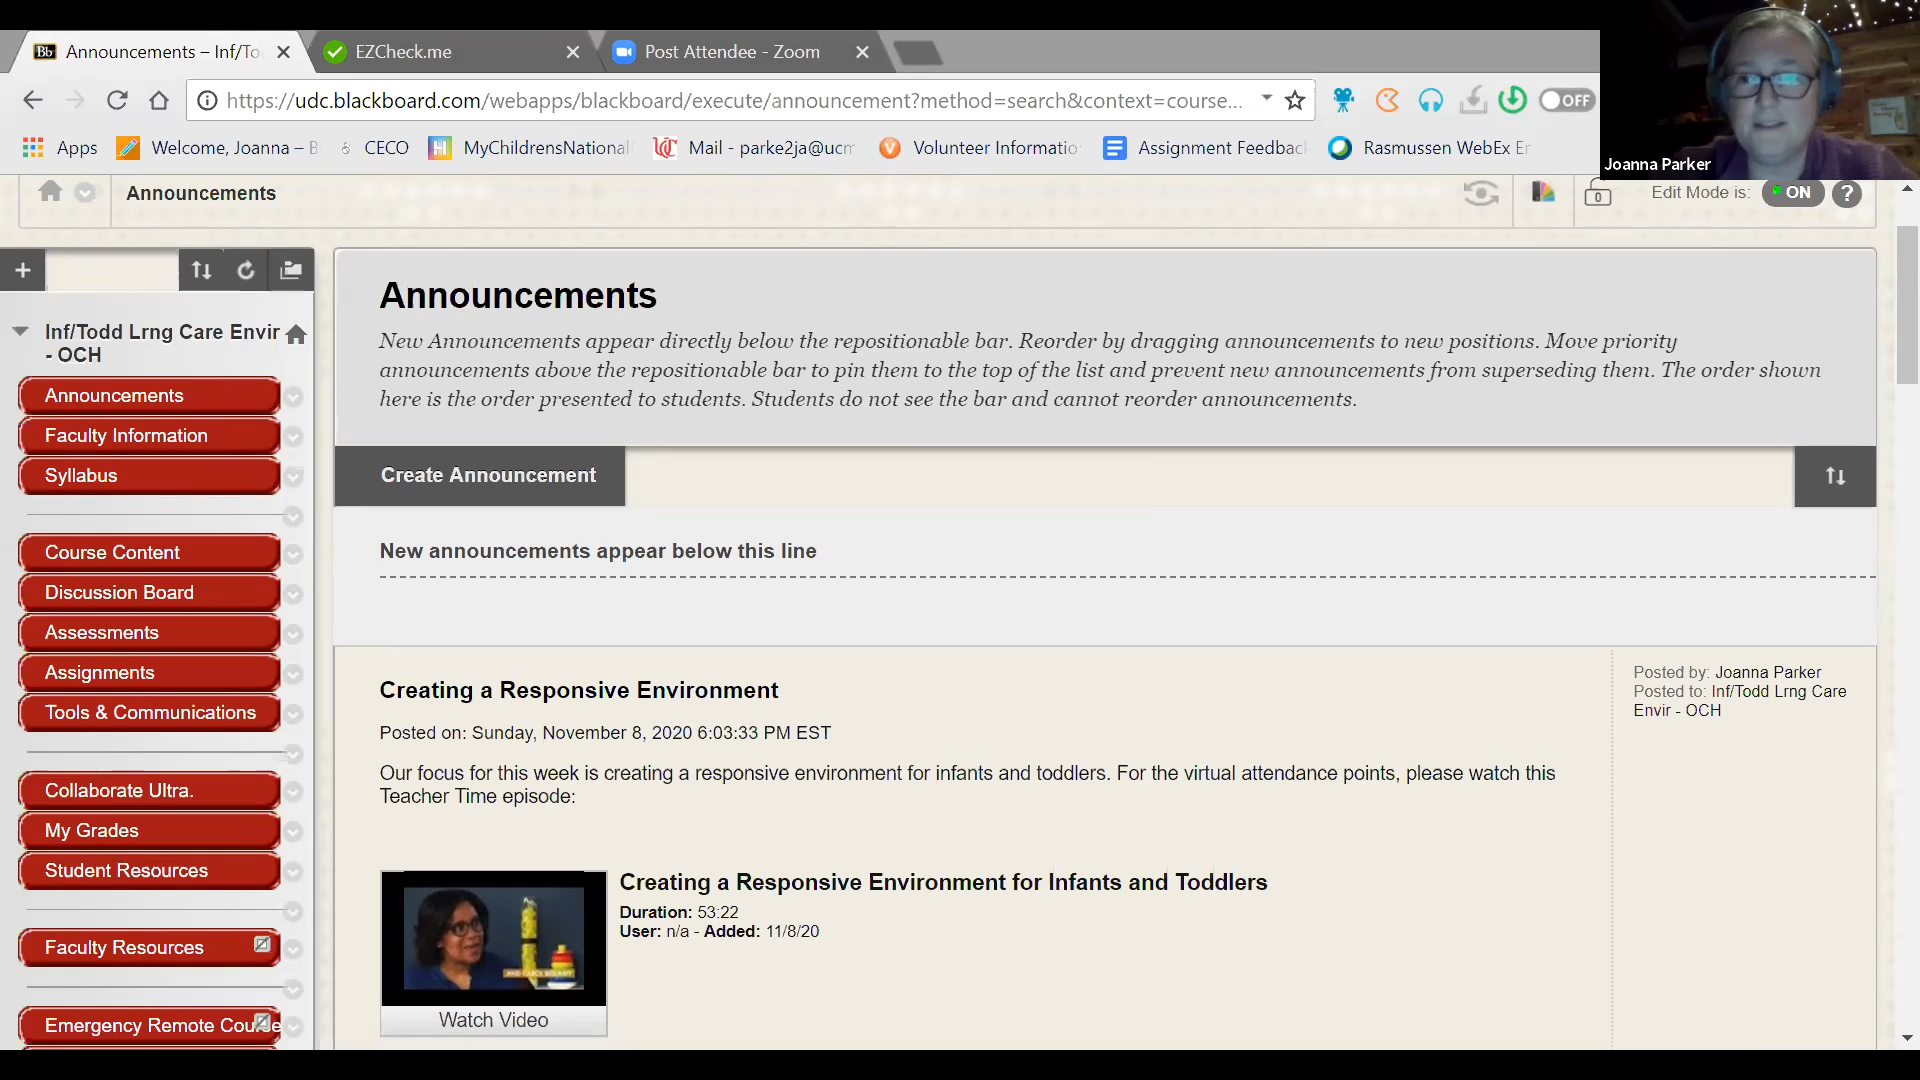 Bb Announcements – Inf/To
EZCheck.me
Post Attendee - Zoom
https://udc.blackboard.com/webapps/blackboard/execute/announcement?method=search&context=course...
OFF
Apps
Welcome, Joanna – B
CECO
MyChildrensNational
Mail - parke2ja@ucm
Volunteer Informatio
Assignment Feedbac
Rasmussen WebEx En
Joanna Parker
Announcements
0
Edit Mode is:
ON
?
Inf/Todd Lrng Care Envir
- OCH
Announcements
Faculty Information
Syllabus
Course Content
Discussion Board
Assessments
Assignments
Tools & Communications
Collaborate Ultra.
My Grades
Student Resources
Faculty Resources
Emergency Remote Course
Announcements
New Announcements appear directly below the repositionable bar. Reorder by dragging announcements to new positions. Move priority
announcements above the repositionable bar to pin them to the top of the list and prevent new announcements from superseding them. The order shown
here is the order presented to students. Students do not see the bar and cannot reorder announcements.
Create Announcement
New announcements appear below this line
Creating a Responsive Environment
Posted on: Sunday, November 8, 2020 6:03:33 PM EST
Our focus for this week is creating a responsive environment for infants and toddlers. For the virtual attendance points, please watch this
Teacher Time episode:
Creating a Responsive Environment for Infants and Toddlers
Duration: 53:22
User: n/a - Added: 11/8/20
Watch Video
Posted by: Joanna Parker
Posted to: Inf/Todd Lrng Care
Envir - OCH